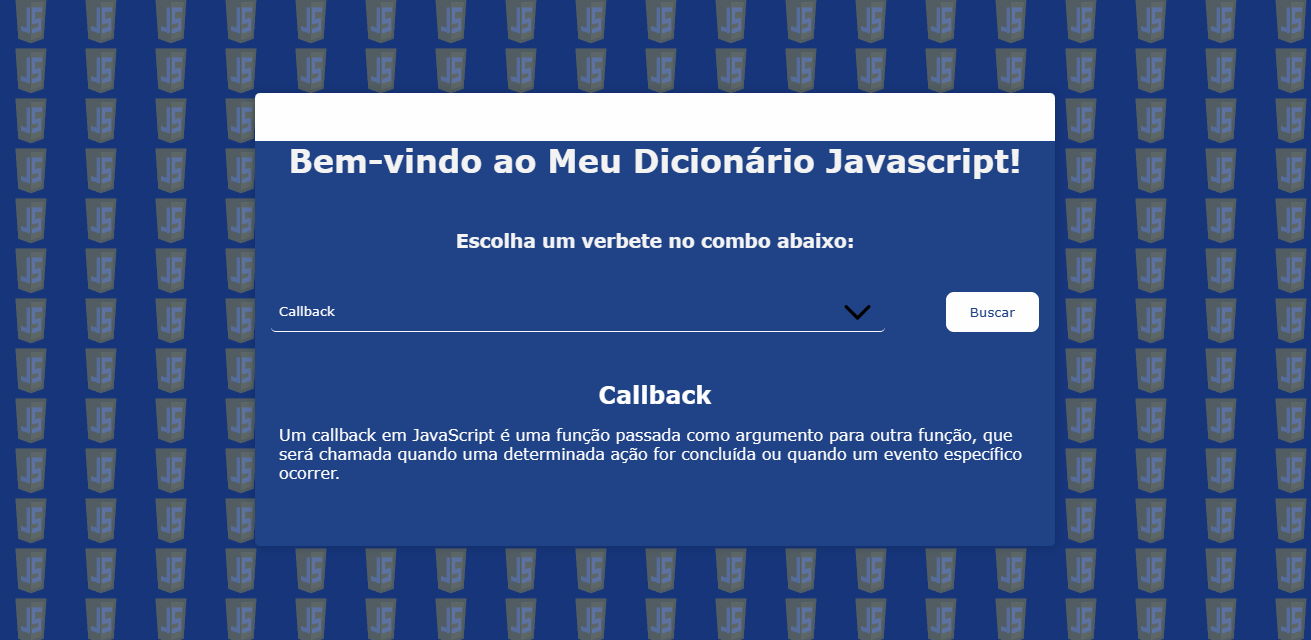 Bem-vindo ao Meu Dicionário Javascript!
Escolha um verbete no combo abaixo:
Callback
Buscar
Callback
Um callback em JavaScript é uma função passada como argumento para outra função, que
será chamada quando uma determinada ação for concluída ou quando um evento específico
ocorrer.